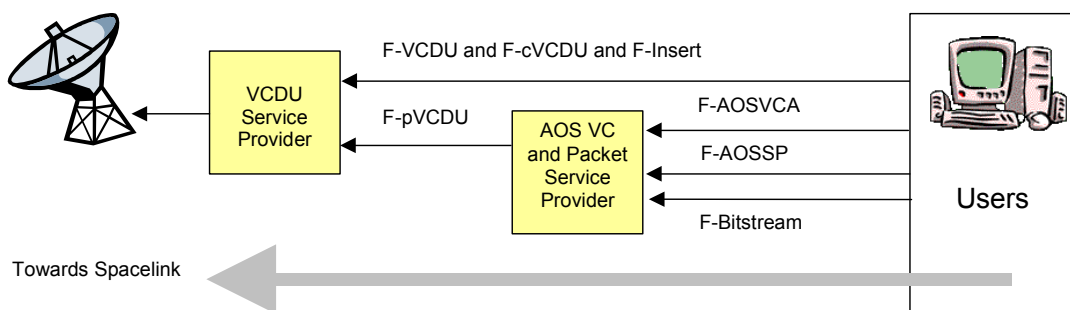 F-VCDU and F-cVCDU and F-Insert
VCDU
Service
Provider
F-pVCDU
AOS VC
and Packet
Service
Provider
F-AOSVCA
F-AOSSP
F-Bitstream
Users
Towards Spacelink